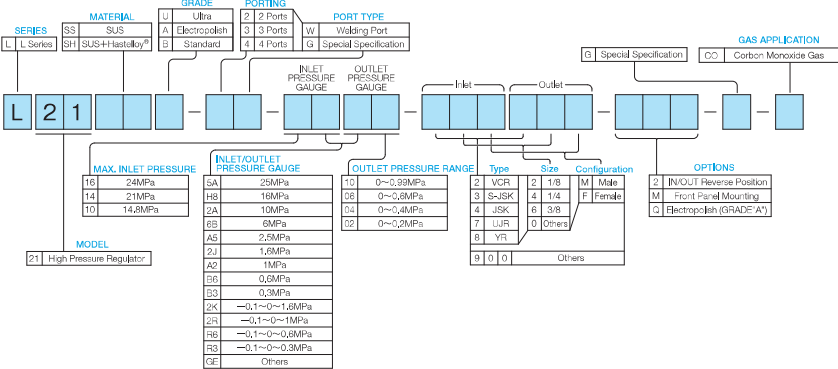 SERIES
L L Series
MATERIAL
SS SUS
SH SUS+Hastelloy®
GRADE
U Ultra
A Electropolish
B Standard
PORTING
2 2 Ports
3 3 Ports
4 4 Ports
PORT TYPE
W Welding Port
G Special Specification
G Special Specification
GAS APPLICATION
CO Corbon Monoxide Gas
INLET
PRESSURE
GAUGE
OUTLET
PRESSURE
GAUGE
Inlet
Outlet
L 2 1 – – – – – –
MAX. INLET PRESSURE
16 24MPa
14 21MPa
10 14.8MPa
MODEL
21 High Pressure Regulator
INLET/OUTLET
PRESSURE GAUGE
5A 25MPa
H8 16MPa
2A 10MPa
6B 6MPa
A5 2.5MPa
2J 1.6MPa
A2 1MPa
B6 0.6MPa
B3 0.3MPa
2K －0.1〜0〜1.6MPa
2R －0.1〜0〜1MPa
R6 －0.1〜0〜0.6MPa
R3 －0.1〜0〜0.3MPa
GE Others
OUTLET PRESSURE RANGE
10 0〜0.99MPa
06 0〜0.6MPa
04 0〜0.4MPa
02 0〜0.2MPa
Type
2 VCR
3 S-JSK
4 JSK
7 UJR
8 YR
Size
2 1/8
4 1/4
6 3/8
0 Others
Configuration
M Male
F Female
9 0 0 Others
OPTIONS
2 IN/OUT Reverse Position
M Front Panel Mounting
Q Electropolish (GRADE"A")